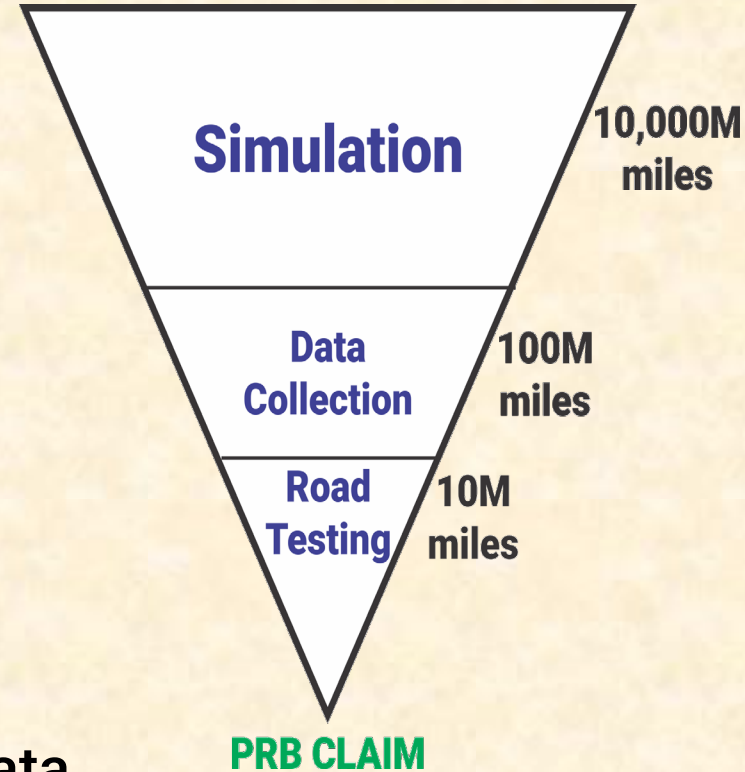 Simulation
10,000M
miles
Data
Collection
100M
miles
Road
Testing
10M
miles
PRB CLAIM